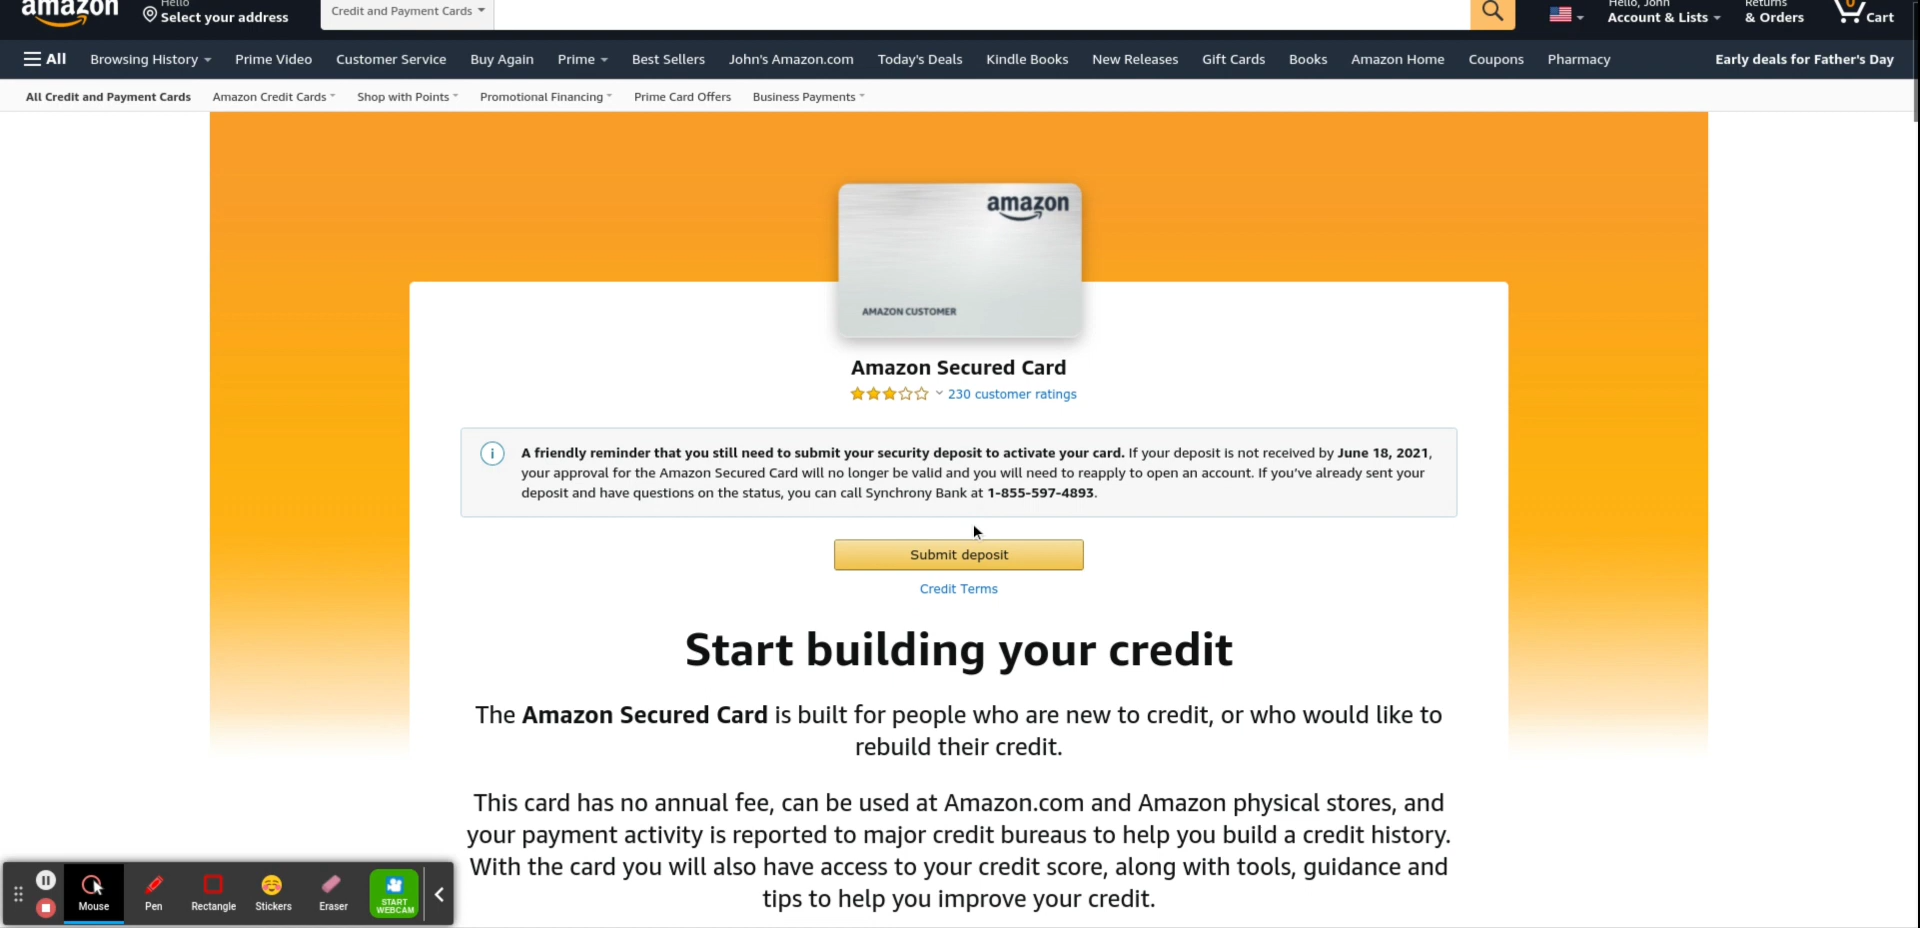 amazon
Hello
Select your address
Credit and Payment Cards
Hello, John
Account & Lists
Returns
& Orders
0
Cart
All
Browsing History
Prime Video
Customer Service
Buy Again
Prime
Best Sellers
John's Amazon.com
Today's Deals
Kindle Books
New Releases
Gift Cards
Books
Amazon Home
Coupons
Pharmacy
Early deals for Father's Day
All Credit and Payment Cards
Amazon Credit Cards
Shop with Points
Promotional Financing
Prime Card Offers
Business Payments
amazon
AMAZON CUSTOMER
Amazon Secured Card
230 customer ratings
A friendly reminder that you still need to submit your security deposit to activate your card. If your deposit is not received by June 18, 2021,
your approval for the Amazon Secured Card will no longer be valid and you will need to reapply to open an account. If you've already sent your
deposit and have questions on the status, you can call Synchrony Bank at 1-855-597-4893.
Submit deposit
Credit Terms
Start building your credit
The Amazon Secured Card is built for people who are new to credit, or who would like to
rebuild their credit.
This card has no annual fee, can be used at Amazon.com and Amazon physical stores, and
your payment activity is reported to major credit bureaus to help you build a credit history.
With the card you will also have access to your credit score, along with tools, guidance and
tips to help you improve your credit.
Mouse
Pen
Rectangle
Stickers
Eraser
START
WEBCAM